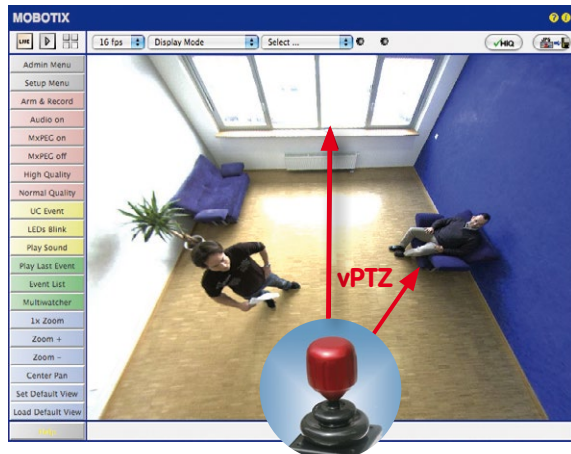 MOBOTIX
? i
LIVE
16 fps
Display Mode
Select ...
HIQ
Admin Menu
Setup Menu
Arm & Record
Audio on
MxPEG on
MxPEG off
High Quality
Normal Quality
UC Event
LEDs Blink
Play Sound
Play Last Event
Event List
Multiwatcher
1x Zoom
Zoom +
Zoom -
Center Pan
Set Default View
Load Default View
vPTZ